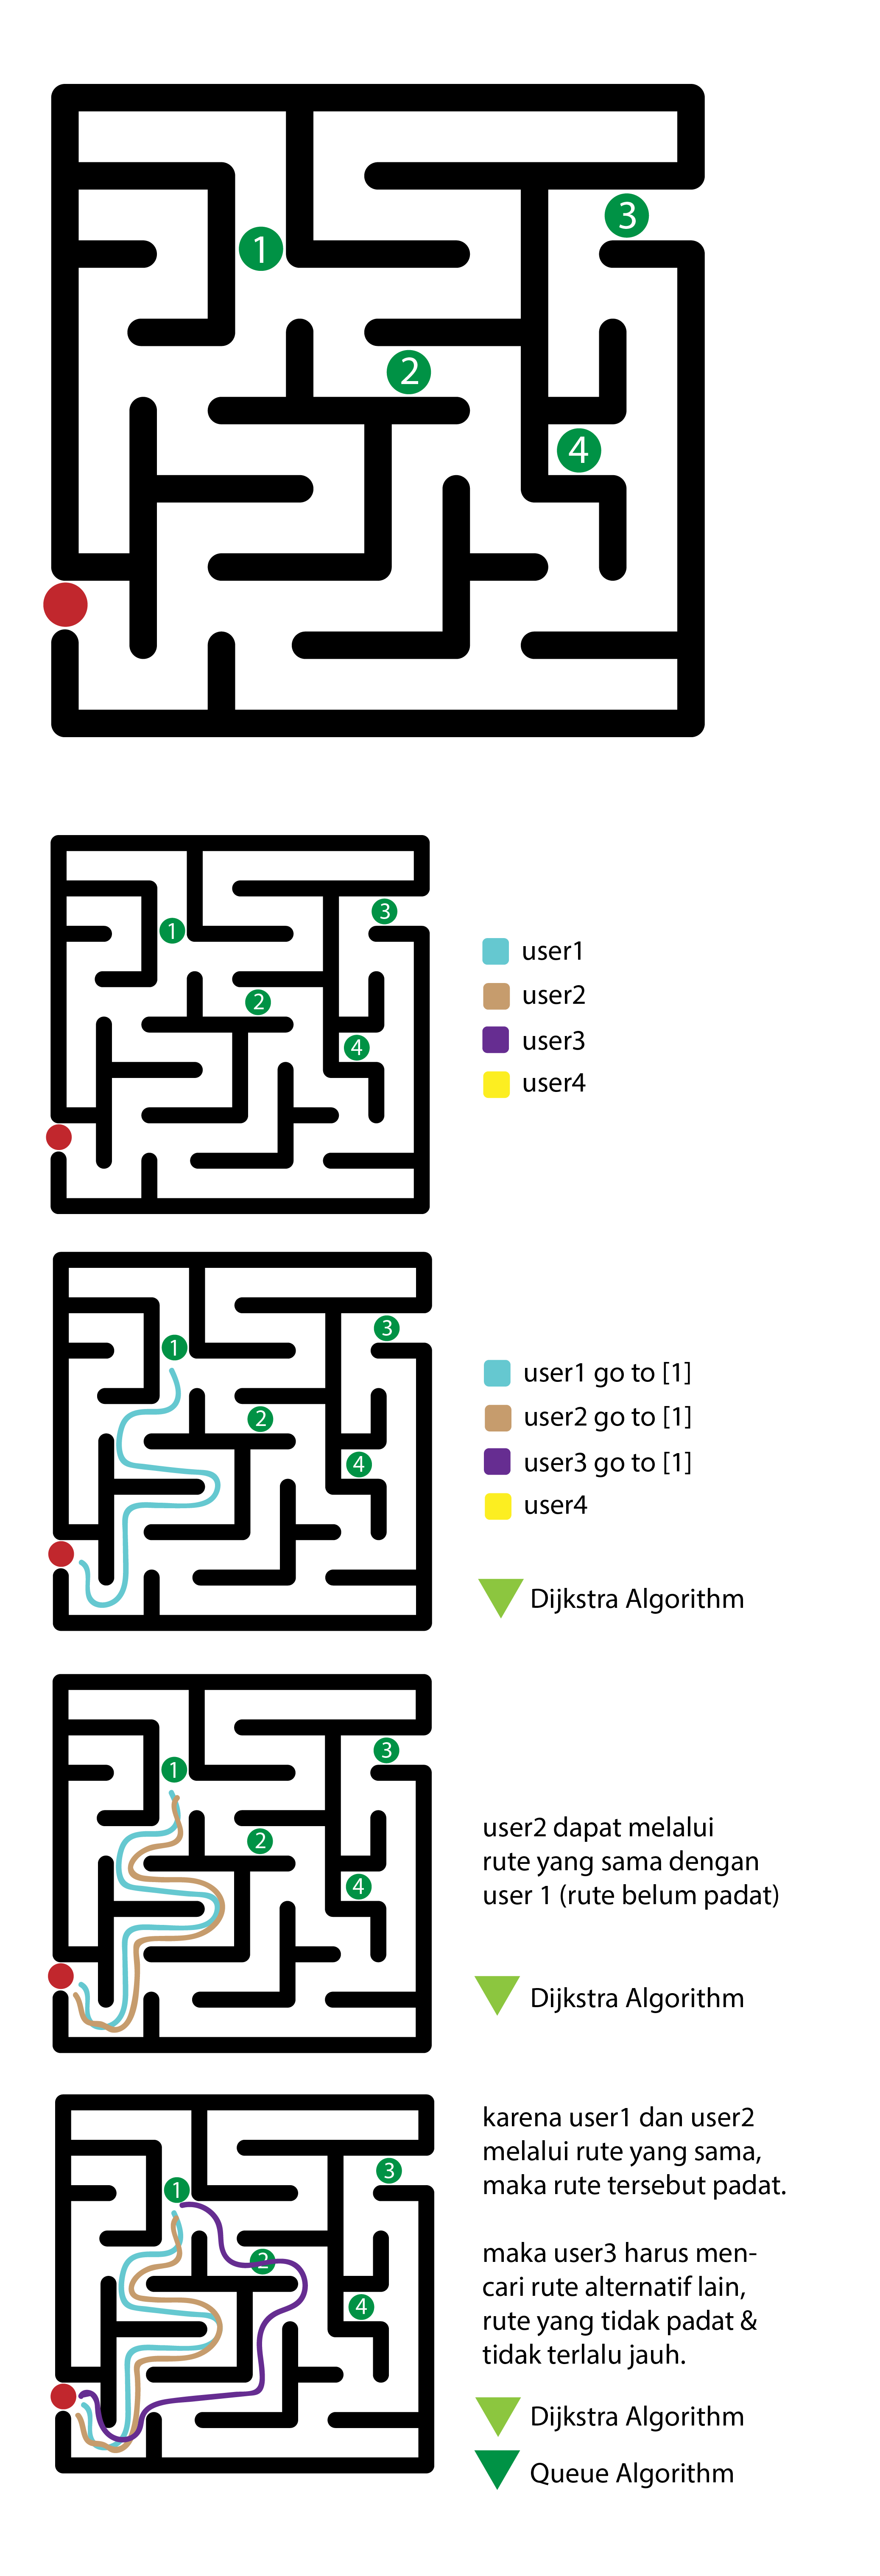 3
1
2
4
3
1
2
4
user1
user2
user3
user4
3
1
2
4
user1 go to [1]
user2 go to [1]
user3 go to [1]
user4
Dijkstra Algorithm
3
1
2
4
user2 dapat melalui
rute yang sama dengan
user 1 (rute belum padat)
Dijkstra Algorithm
3
1
2
4
karena user1 dan user2
melalui rute yang sama,
maka rute tersebut padat.
maka user3 harus men-
cari rute alternatif lain,
rute yang tidak padat &
tidak terlalu jauh.
Dijkstra Algorithm
Queue Algorithm